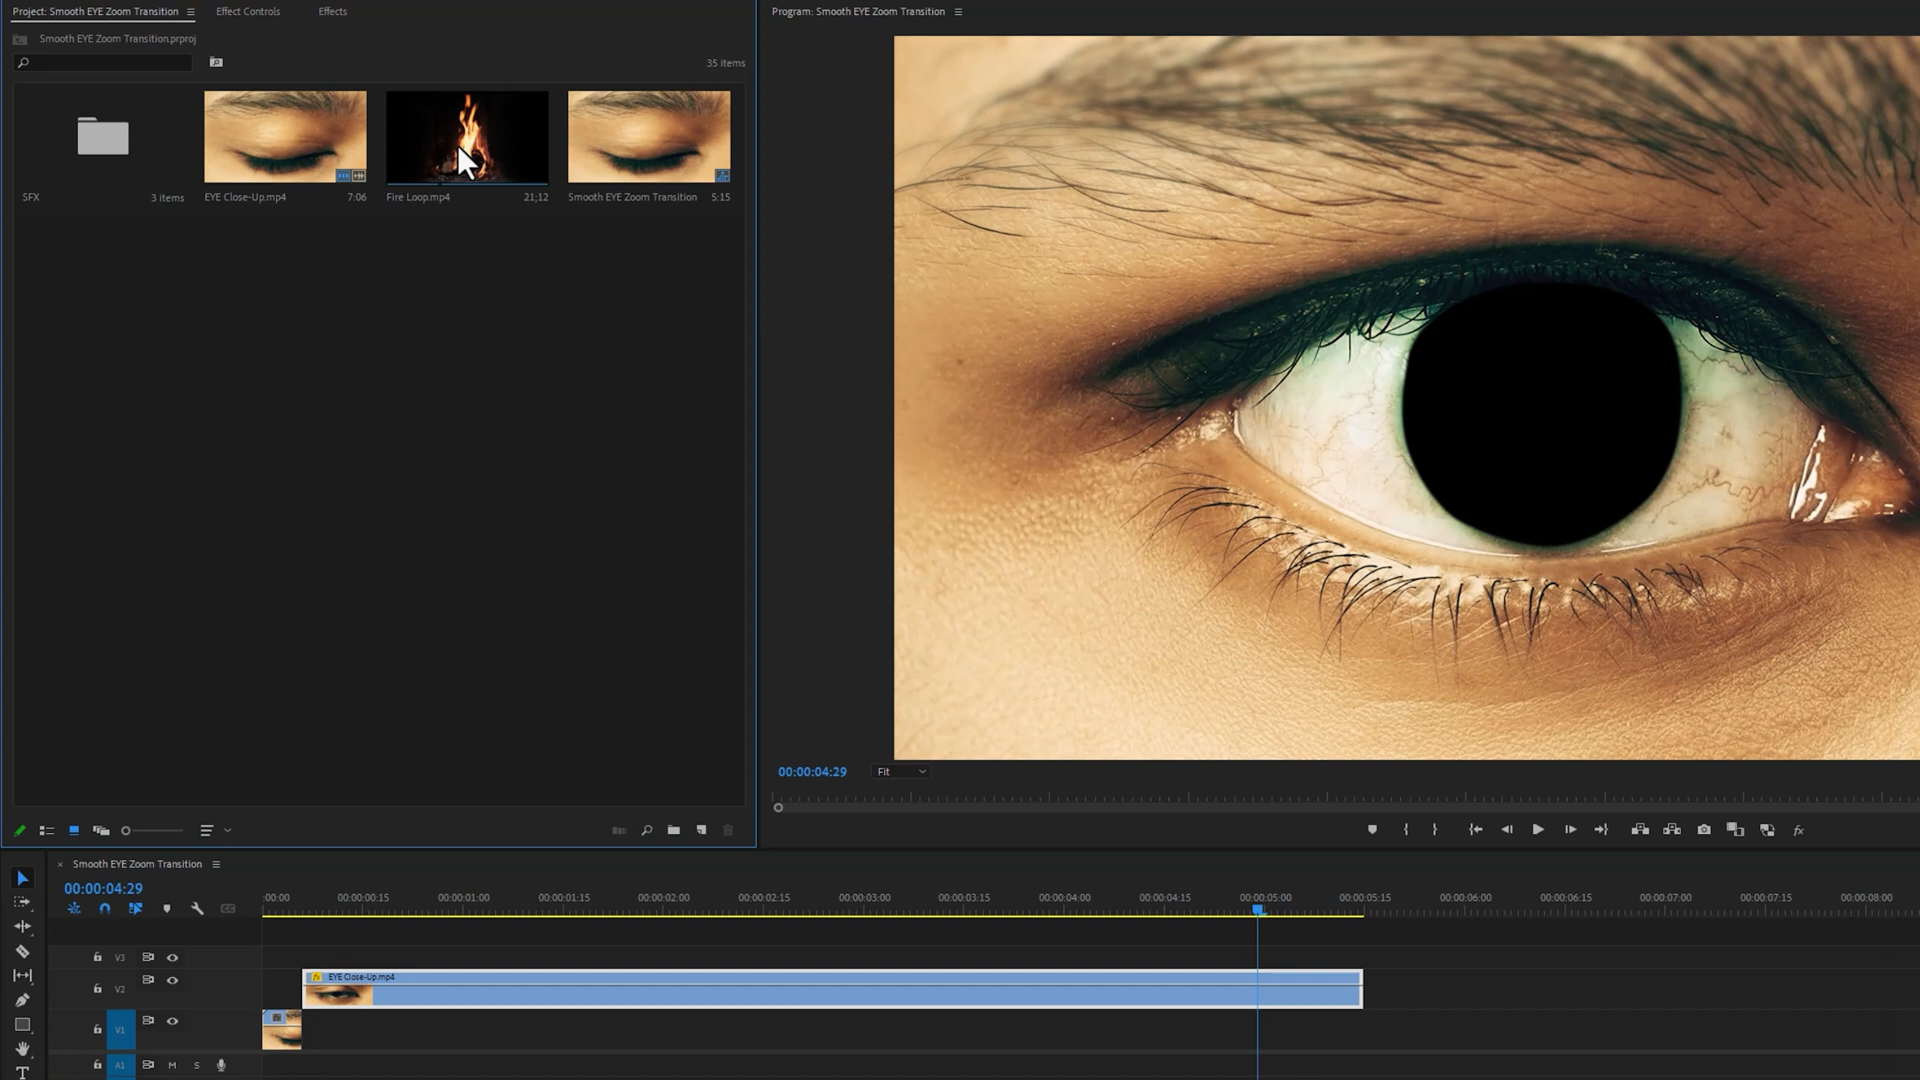 Project: Smooth EYE Zoom Transition
Effect Controls
Effects
Program: Smooth EYE Zoom Transition
Smooth EYE Zoom Transition.prproj
35 items
SFX
3 items
EYE Close-Up.mp4
7:06
Fire Loop.mp4
21;12
Smooth EYE Zoom Transition
5:15
00:00:04:29
Fit
fx
Smooth EYE Zoom Transition
00:00:04:29
:00:00
00:00:00:15
00:00:01:00
00:00:01:15
00:00:02:00
00:00:02:15
00:00:03:00
00:00:03:15
00:00:04:00
00:00:04:15
00:00:05:00
00:00:05:15
00:00:06:00
00:00:06:15
00:00:07:00
00:00:07:15
00:00:08:00
CC
V3
fx EYE Close-Up.mp4
V2
V1
A1
M
S
T